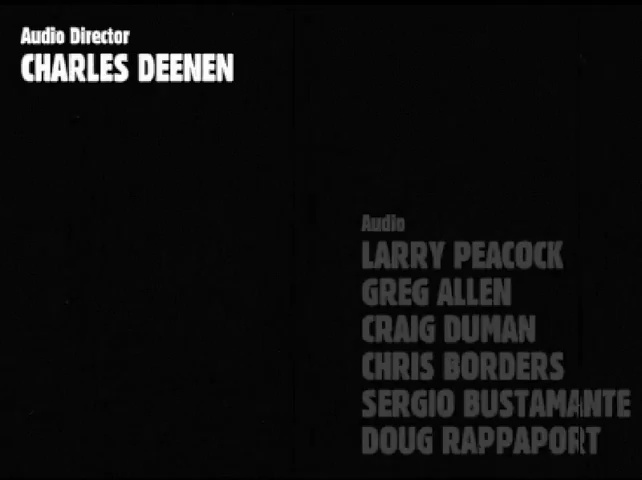 Audio Director
CHARLES DEENEN
Audio
LARRY PEACOCK
GREG ALLEN
CRAIG DUMAN
CHRIS BORDERS
SERGIO BUSTAMANTE
DOUG RAPPAPORT